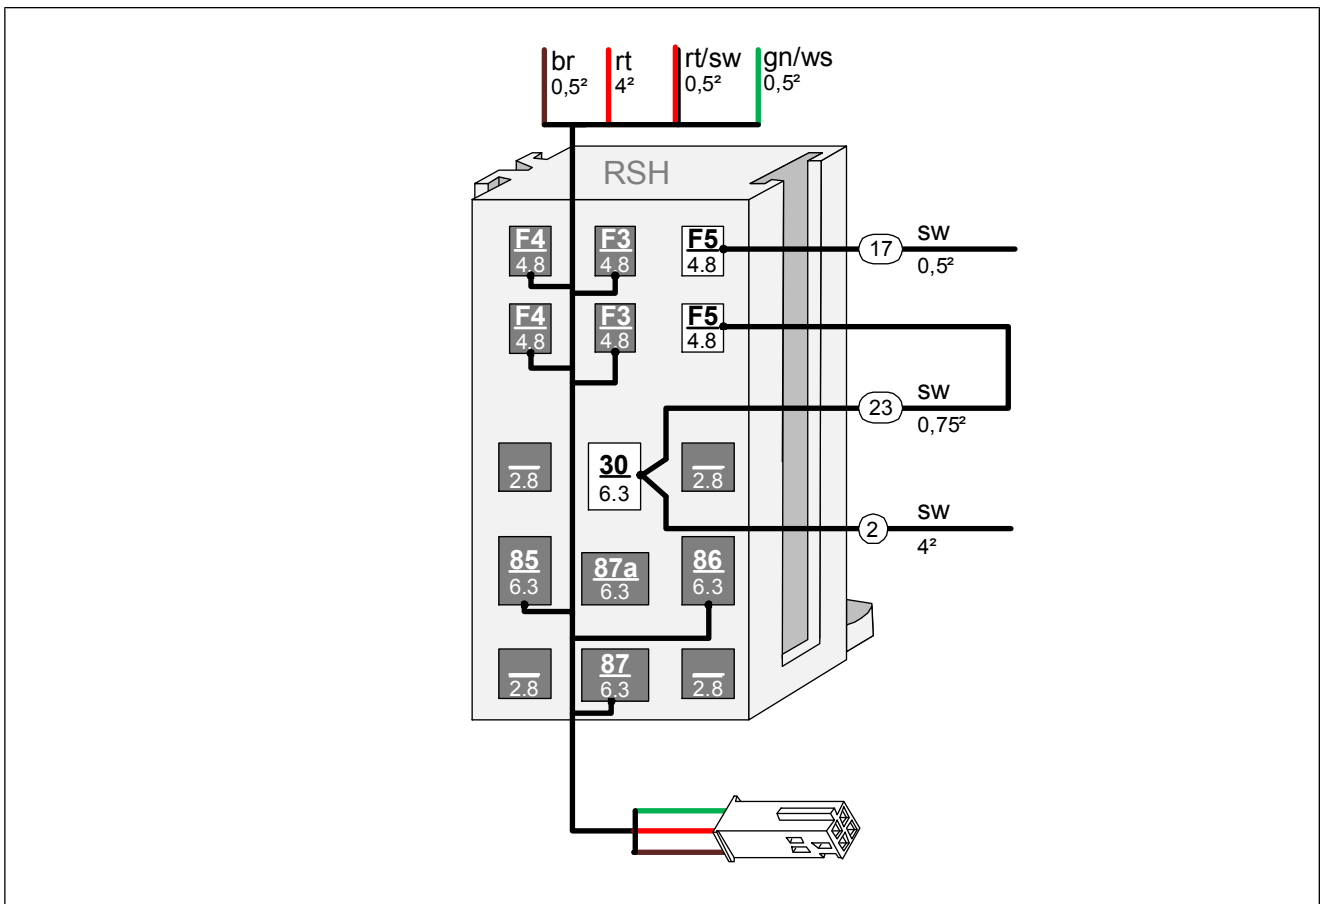 br rt rt/sw gn/ws
0,5² 4² 0,5² 0,5²
RSH
F4 F3 F5 17 sw
4.8 4.8 4.8 0,5²
F4 F3 F5
4.8 4.8 4.8
23 sw
0,75²
30
2.8 6.3 2.8
2 sw
4²
85 87a 86
6.3 6.3 6.3
87
2.8 6.3 2.8